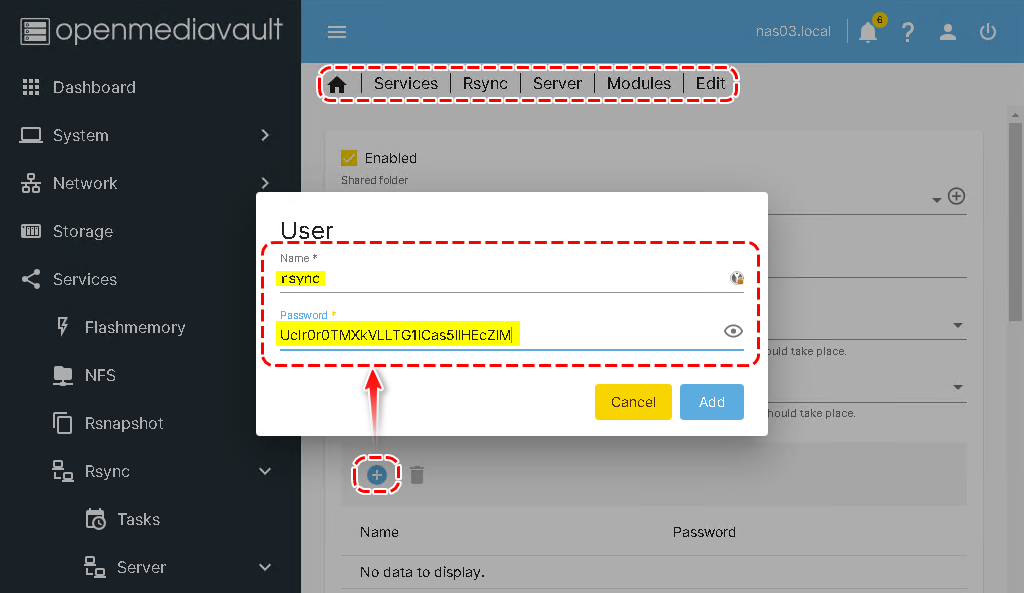 openmediavault
nas03.local
6
Dashboard
System
Network
Storage
Services
Flashmemory
NFS
Rsnapshot
Rsync
Tasks
Server
Services | Rsync | Server | Modules | Edit
Enabled
Shared folder
User
Name *
rsync
Password *
ould take place.
hould take place.
Cancel
Add
Name Password
No data to display.